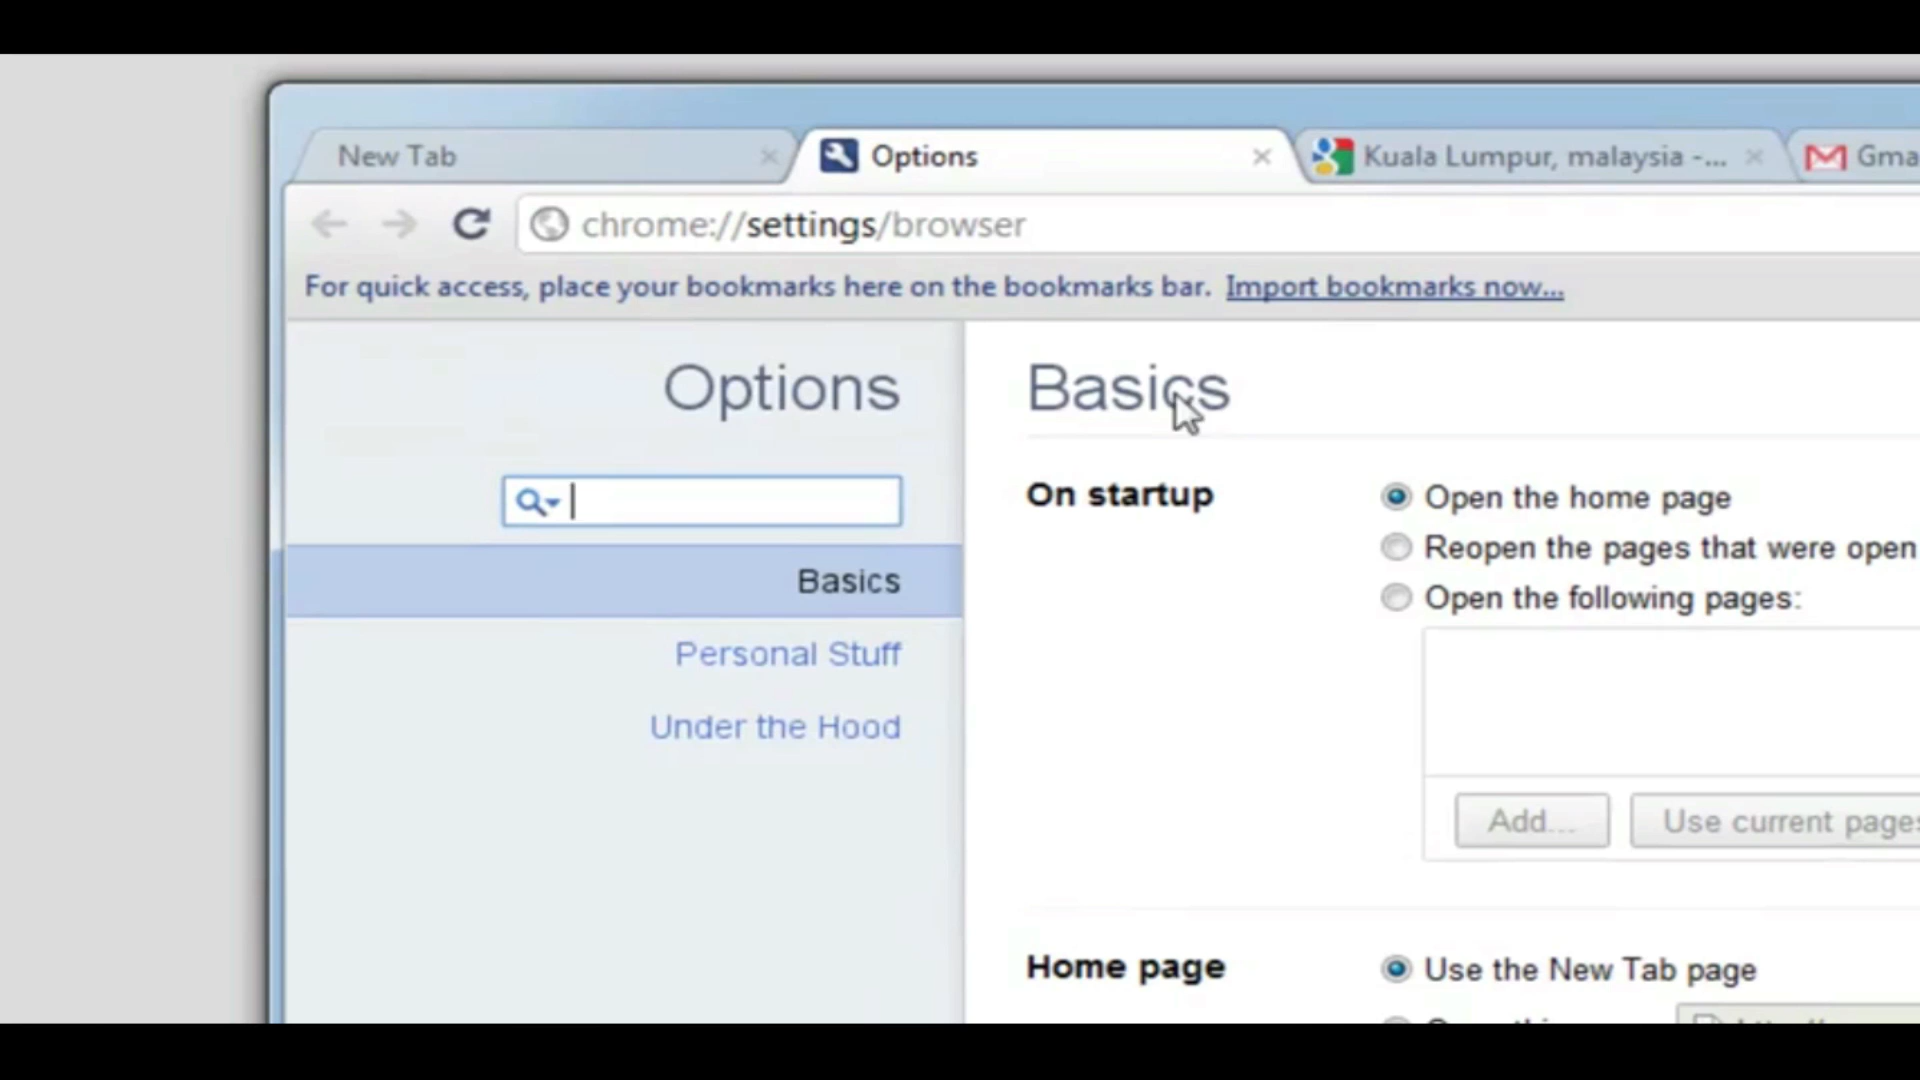 New Tab
Options
Kuala Lumpur, malaysia -...
Gma
chrome://settings/browser
For quick access, place your bookmarks here on the bookmarks bar. Import bookmarks now...
Options
Basics
Personal Stuff
Under the Hood
Basics
On startup
Open the home page
Reopen the pages that were open
Open the following pages:
Add...
Use current pages
Home page
Use the New Tab page